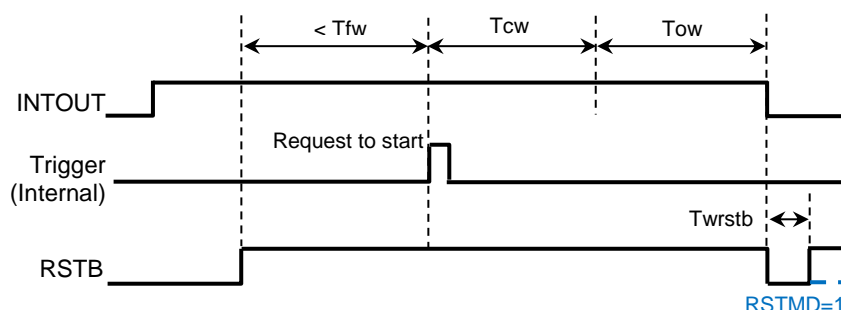 < Tfw Tcw Tow
INTOUT
Request to start
Trigger
(Internal)
Twrstb
RSTB
RSTMD=1